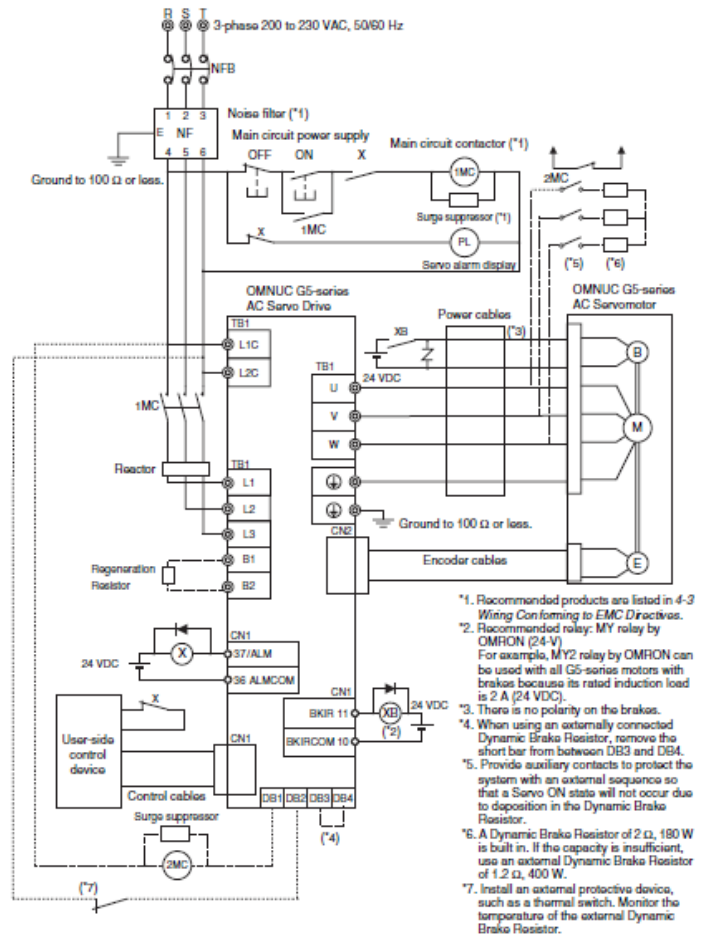 R S T
3-phase 200 to 230 VAC, 50/60 Hz
NFB
1 2 3
Noise filter (*1)
E NF
4 5 6
Main circuit power supply
OFF ON X
Main circuit contactor (*1)
1MC
Ground to 100 Ω or less.
1MC
Surge suppressor (*1)
X
PL
Servo alarm display
2MC
(*5) (*6)
OMNUC G5-series
AC Servo Drive
OMNUC G5-series
AC Servomotor
Power cables
TB1
L1C
L2C
XB
(*3)
B
24 VDC
TB1
U
V
W
M
1MC
Reactor
TB1
L1
L2
L3
B1
B2
Ground to 100 Ω or less.
CN2
Regeneration
Resistor
Encoder cables
E
CN1
37/ALM
36 ALMCOM
X
24 VDC
CN1
BKIR 11
BKIRCOM 10
XB
24 VDC
(*2)
X
User-side
control
device
CN1
Control cables
DB1 DB2 DB3 DB4
(*4)
Surge suppressor
2MC
(*7)
*1. Recommended products are listed in 4-3
Wiring Conforming to EMC Directives.
*2. Recommended relay: MY relay by
OMRON (24-V)
For example, MY2 relay by OMRON can
be used with all G5-series motors with
brakes because its rated induction load
is 2 A (24 VDC).
*3. There is no polarity on the brakes.
*4. When using an externally connected
Dynamic Brake Resistor, remove the
short bar from between DB3 and DB4.
*5. Provide auxiliary contacts to protect the
system with an external sequence so
that a Servo ON state will not occur due
to deposition in the Dynamic Brake
Resistor.
*6. A Dynamic Brake Resistor of 2 Ω, 180 W
is built in. If the capacity is insufficient,
use an external Dynamic Brake Resistor
of 1.2 Ω, 400 W.
*7. Install an external protective device,
such as a thermal switch. Monitor the
temperature of the external Dynamic
Brake Resistor.